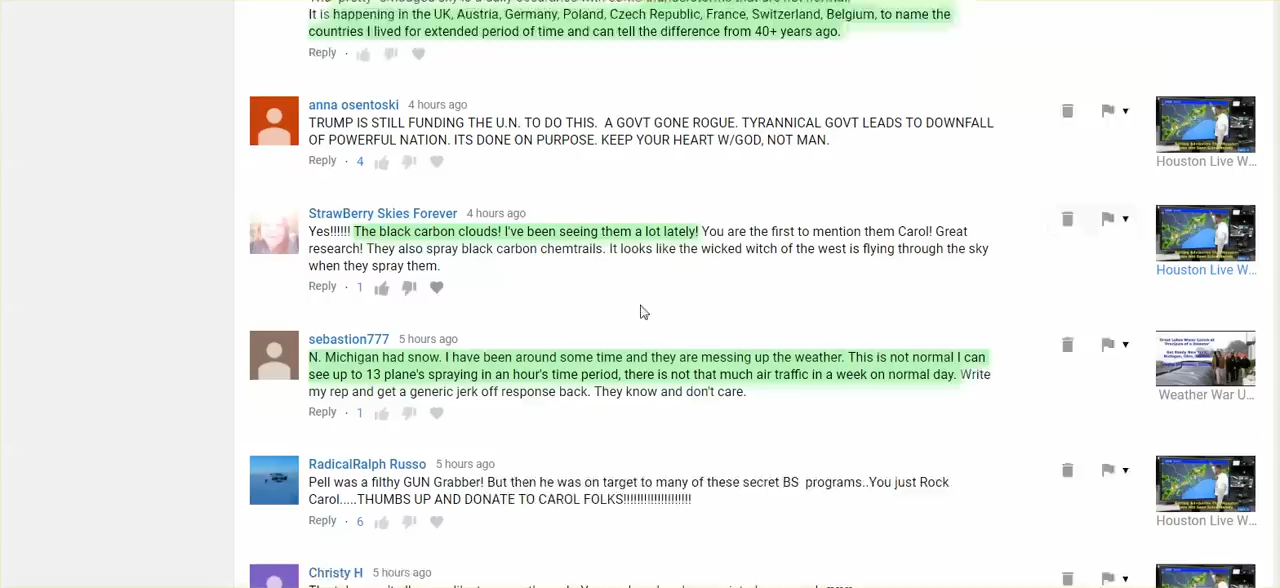 It is happening in the UK, Austria, Germany, Poland, Czech Republic, France, Switzerland, Belgium, to name the
countries I lived for extended period of time and can tell the difference from 40+ years ago.
Reply
anna osentoski 4 hours ago
TRUMP IS STILL FUNDING THE U.N. TO DO THIS. A GOVT GONE ROGUE. TYRANNICAL GOVT LEADS TO DOWNFALL
OF POWERFUL NATION. ITS DONE ON PURPOSE. KEEP YOUR HEART W/GOD, NOT MAN.
Reply · 4
Houston Live W...
StrawBerry Skies Forever 4 hours ago
Yes!!!!!! The black carbon clouds! I've been seeing them a lot lately! You are the first to mention them Carol! Great
research! They also spray black carbon chemtrails. It looks like the wicked witch of the west is flying through the sky
when they spray them.
Reply · 1
Houston Live W...
sebastion777 5 hours ago
N. Michigan had snow. I have been around some time and they are messing up the weather. This is not normal I can
see up to 13 plane's spraying in an hour's time period, there is not that much air traffic in a week on normal day. Write
my rep and get a generic jerk off response back. They know and don't care.
Reply · 1
Weather War U...
RadicalRalph Russo 5 hours ago
Pell was a filthy GUN Grabber! But then he was on target to many of these secret BS programs..You just Rock
Carol.....THUMBS UP AND DONATE TO CAROL FOLKS!!!!!!!!!!!!!!!!!!!!
Reply · 6
Houston Live W...
Christy H 5 hours ago